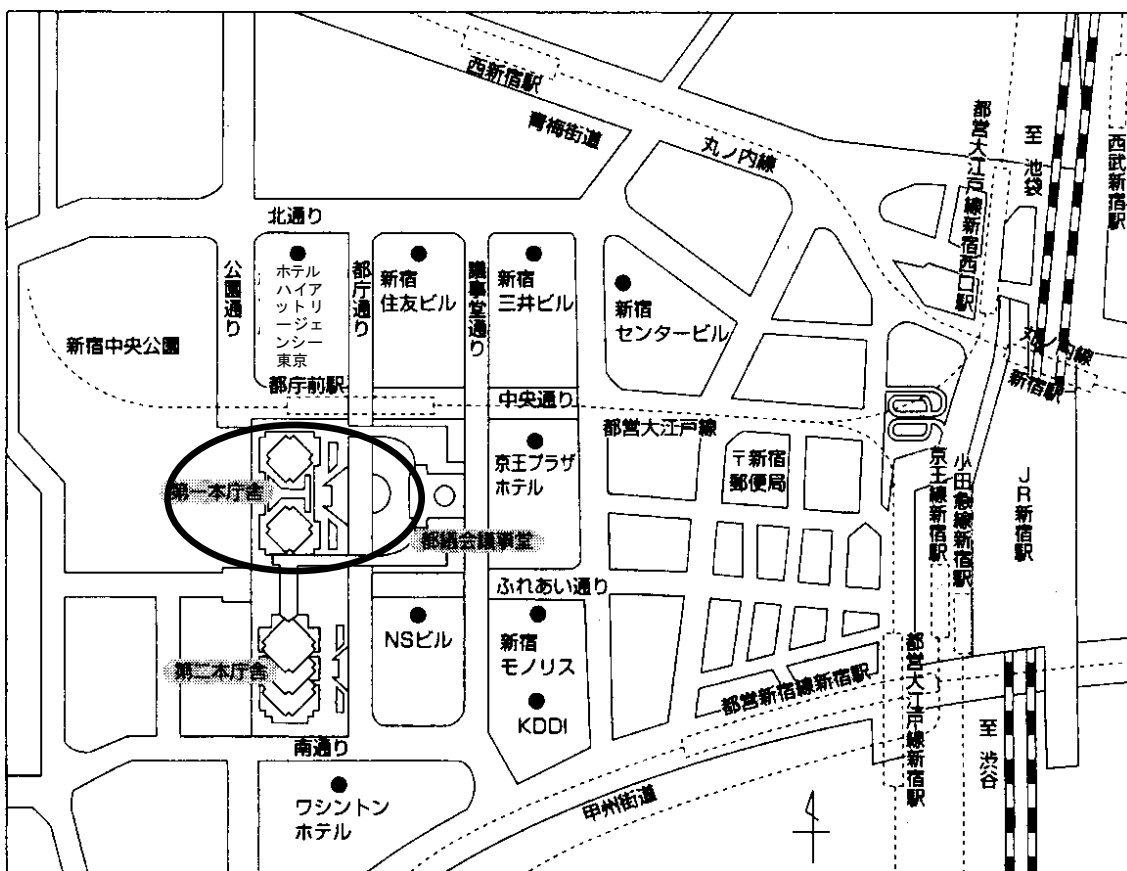 西新宿駅
青梅街道
丸ノ内線
都営大江戸線新宿西口駅
至 池袋
西武新宿駅
北通り
公園通り
ホテル
ハイア
ットリ
ージェ
ンシー
東京
都庁通り
新宿
住友ビル
議事堂通り
新宿
三井ビル
新宿
センタービル
新宿中央公園
丸ノ内線
新宿駅
都庁前駅
中央通り
都営大江戸線
京王プラザ
ホテル
〒新宿
郵便局
京王線新宿駅
小田急線新宿駅
JR新宿駅
第一本庁舎
都議会議事堂
ふれあい通り
NSビル
新宿
モノリス
第二本庁舎
KDDI
都営新宿線新宿駅
都営大江戸線新宿駅
至 渋谷
南通り
ワシントン
ホテル
甲州街道